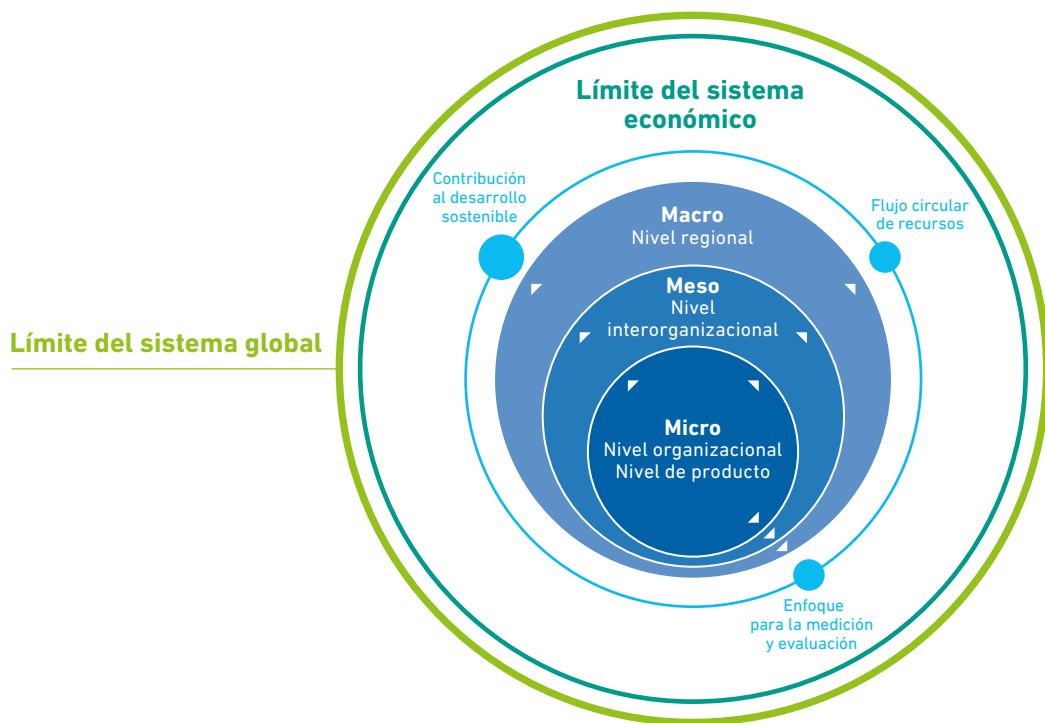 Límite del sistema
económico
Contribución
al desarrollo
sostenible
Flujo circular
de recursos
Macro
Nivel regional
Meso
Nivel
interorganizacional
Límite del sistema global
Micro
Nivel organizacional
Nivel de producto
Enfoque
para la medición
y evaluación